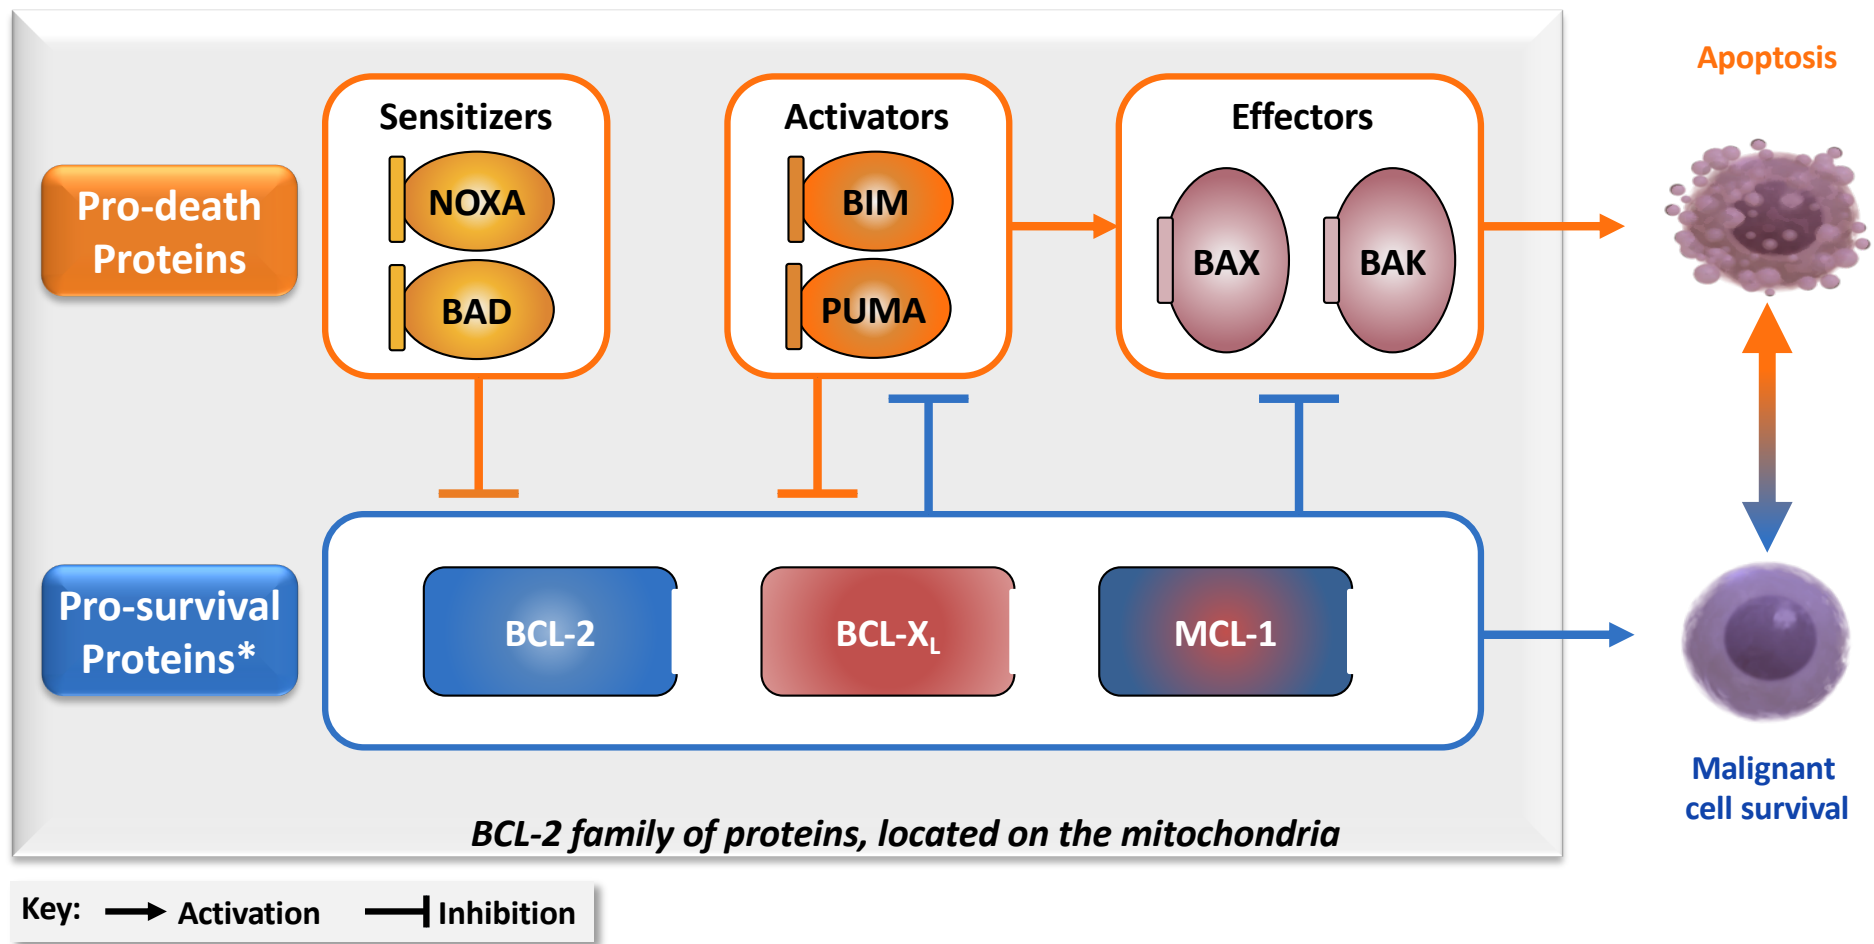 Apoptosis
Sensitizers
Activators
Effectors
Pro-death
Proteins
NOXA
BAD
BIM
PUMA
BAX
BAK
Pro-survival
Proteins*
BCL-2
BCL-XL
MCL-1
Malignant
cell survival
BCL-2 family of proteins, located on the mitochondria
Key: Activation Inhibition